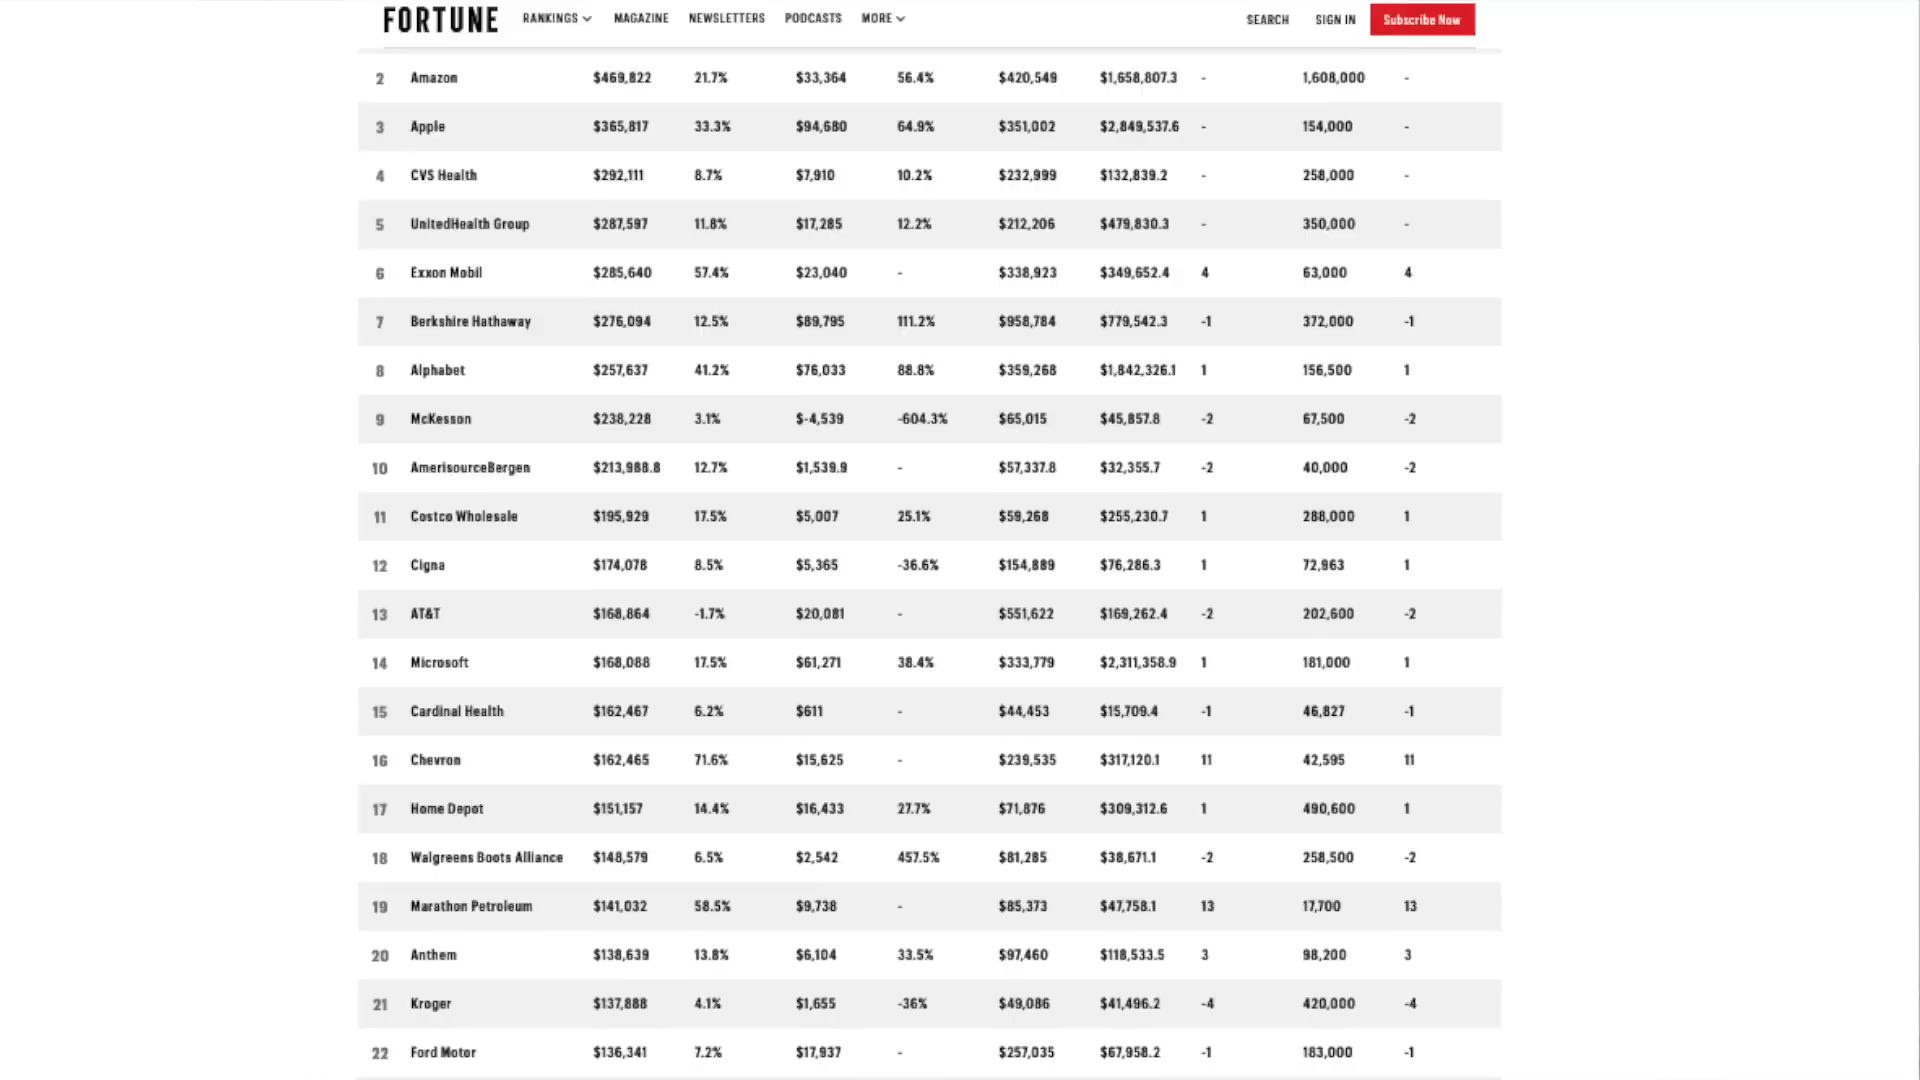 FORTUNE RANKINGS MAGAZINE NEWSLETTERS PODCASTS MORE SEARCH SIGN IN Subscribe Now
2 Amazon $469,822 21.7% $33,364 56.4% $420,549 $1,658,807.3 - 1,608,000 -
3 Apple $365,817 33.3% $94,680 64.9% $351,002 $2,849,537.6 - 154,000 -
4 CVS Health $292,111 8.7% $7,910 10.2% $232,999 $132,839.2 - 258,000 -
5 UnitedHealth Group $287,597 11.8% $17,285 12.2% $212,206 $479,830.3 - 350,000 -
6 Exxon Mobil $285,640 57.4% $23,040 - $338,923 $349,652.4 4 63,000 4
7 Berkshire Hathaway $276,094 12.5% $89,795 111.2% $958,784 $779,542.3 -1 372,000 -1
8 Alphabet $257,637 41.2% $76,033 88.8% $359,268 $1,842,326.1 1 156,500 1
9 McKesson $238,228 3.1% $-4,539 -604.3% $65,015 $45,857.8 -2 67,500 -2
10 AmerisourceBergen $213,988.8 12.7% $1,539.9 - $57,337.8 $32,355.7 -2 40,000 -2
11 Costco Wholesale $195,929 17.5% $5,007 25.1% $59,268 $255,230.7 1 288,000 1
12 Cigna $174,078 8.5% $5,365 -36.6% $154,889 $76,286.3 1 72,963 1
13 AT&T $168,864 -1.7% $20,081 - $551,622 $169,262.4 -2 202,600 -2
14 Microsoft $168,088 17.5% $61,271 38.4% $333,779 $2,311,358.9 1 181,000 1
15 Cardinal Health $162,467 6.2% $611 - $44,453 $15,709.4 -1 46,827 -1
16 Chevron $162,465 71.6% $15,625 - $239,535 $317,120.1 11 42,595 11
17 Home Depot $151,157 14.4% $16,433 27.7% $71,876 $309,312.6 1 490,600 1
18 Walgreens Boots Alliance $148,579 6.5% $2,542 457.5% $81,285 $38,671.1 -2 258,500 -2
19 Marathon Petroleum $141,032 58.5% $9,738 - $85,373 $47,758.1 13 17,700 13
20 Anthem $138,639 13.8% $6,104 33.5% $97,460 $118,533.5 3 98,200 3
21 Kroger $137,888 4.1% $1,655 -36% $49,086 $41,496.2 -4 420,000 -4
22 Ford Motor $136,341 7.2% $17,937 - $257,035 $67,958.2 -1 183,000 -1